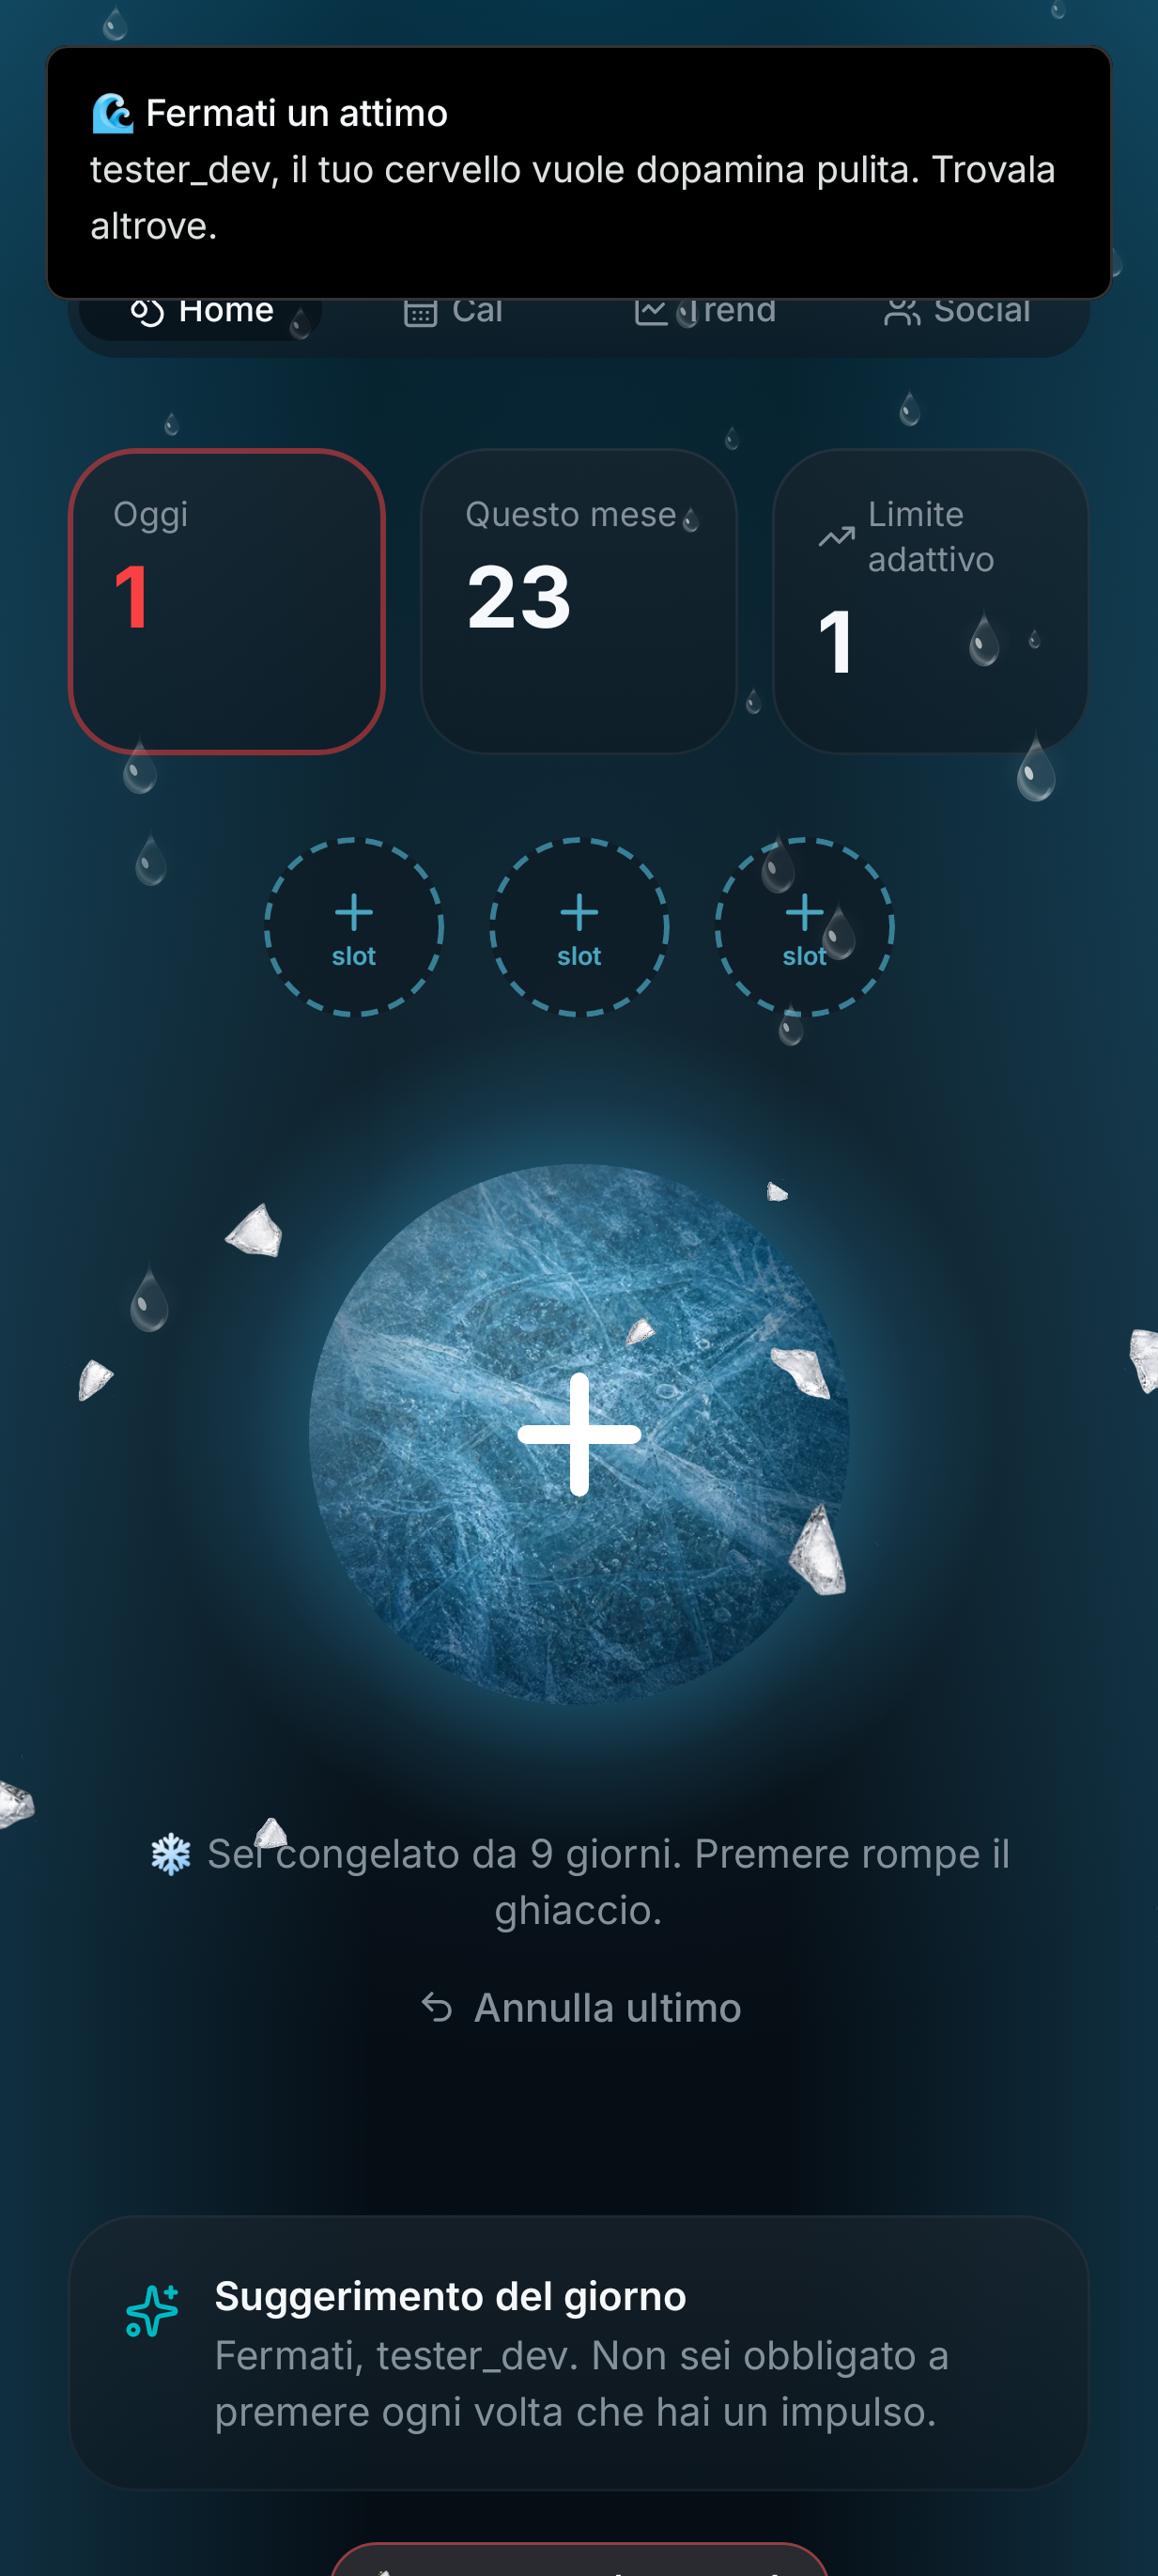 🌊 Fermati un attimo
tester_dev, il tuo cervello vuole dopamina pulita. Trovala
altrove.
Home
Cal
Trend
Social
Oggi
1
Questo mese
23
Limite
adattivo
1
slot
slot
slot
❄️ Sei congelato da 9 giorni. Premere rompe il
ghiaccio.
Annulla ultimo
Suggerimento del giorno
Fermati, tester_dev. Non sei obbligato a
premere ogni volta che hai un impulso.